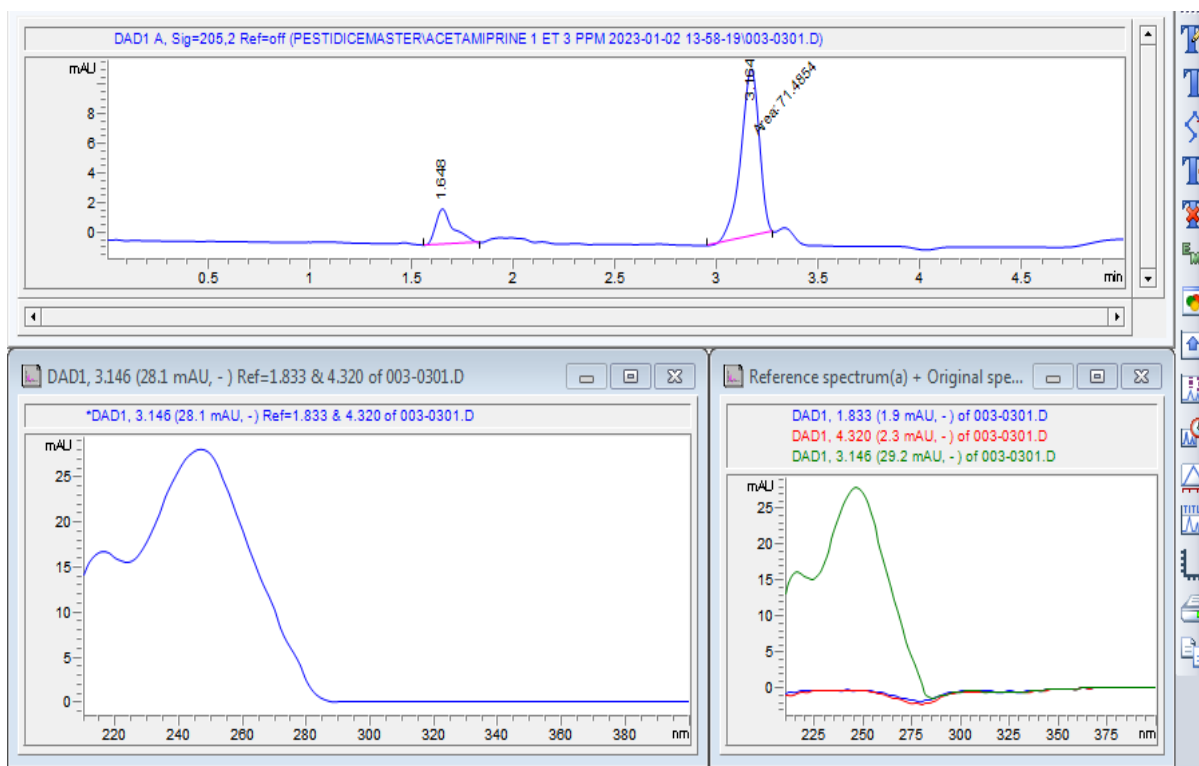 DAD1 A, Sig=205,2 Ref=off (PESTIDICEMASTER\ACETAMIPRINE 1 ET 3 PPM 2023-01-02 13-58-19\003-0301.D)
mAU
8
6
4
2
0
1.648
3.164
Area: 71.4854
0.5 1 1.5 2 2.5 3 3.5 4 4.5 min
DAD1, 3.146 (28.1 mAU, - ) Ref=1.833 & 4.320 of 003-0301.D
*DAD1, 3.146 (28.1 mAU, - ) Ref=1.833 & 4.320 of 003-0301.D
mAU
25
20
15
10
5
0
220 240 260 280 300 320 340 360 380 nm
Reference spectrum(a) + Original spe...
DAD1, 1.833 (1.9 mAU, - ) of 003-0301.D
DAD1, 4.320 (2.3 mAU, - ) of 003-0301.D
DAD1, 3.146 (29.2 mAU, - ) of 003-0301.D
mAU
25
20
15
10
5
0
225 250 275 300 325 350 375 nm